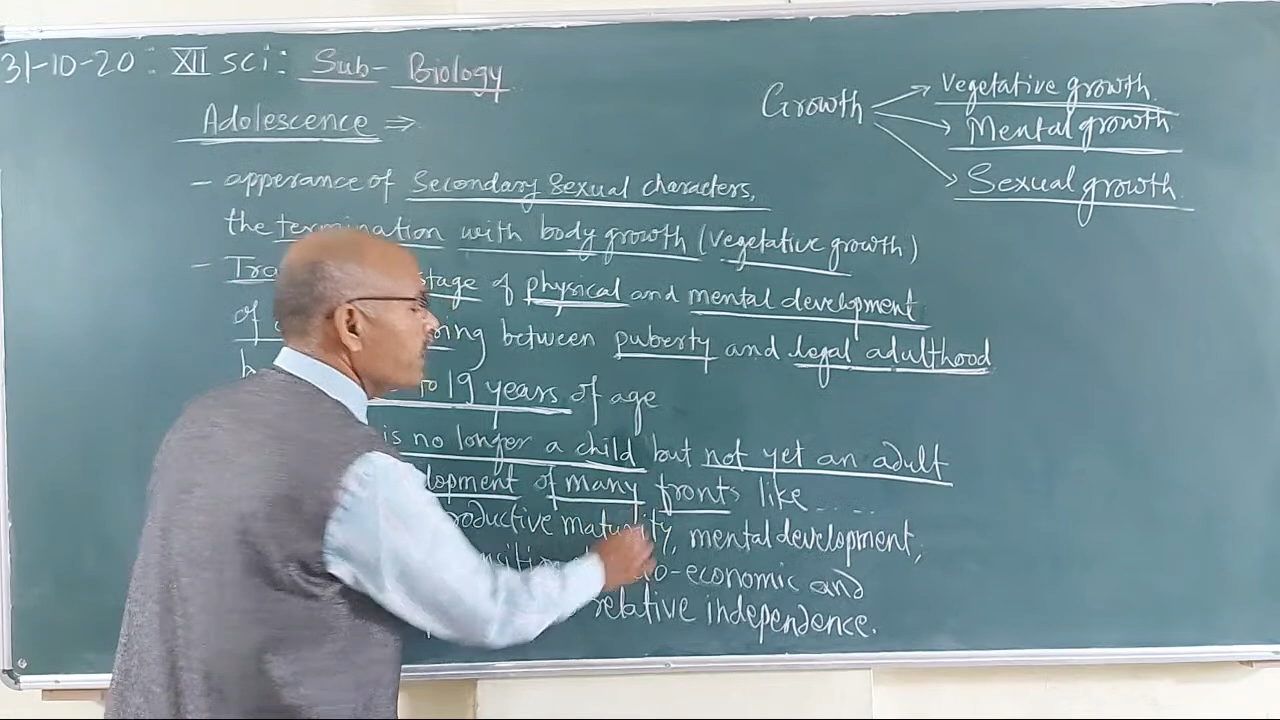 31-10-20 : XII sci : Sub- Biology
Adolescence ⇒
Growth
Vegetative growth
Mental growth
Sexual growth
- apperance of Secondary Sexual characters,
the termination with body growth (vegetative growth)
- stage of physical and mental development
of between puberty and legal adulthood
to 19 years of age
is no longer a child but not yet an adult
of many fronts like .....
maturity, mental development,
-economic and
relative independence.